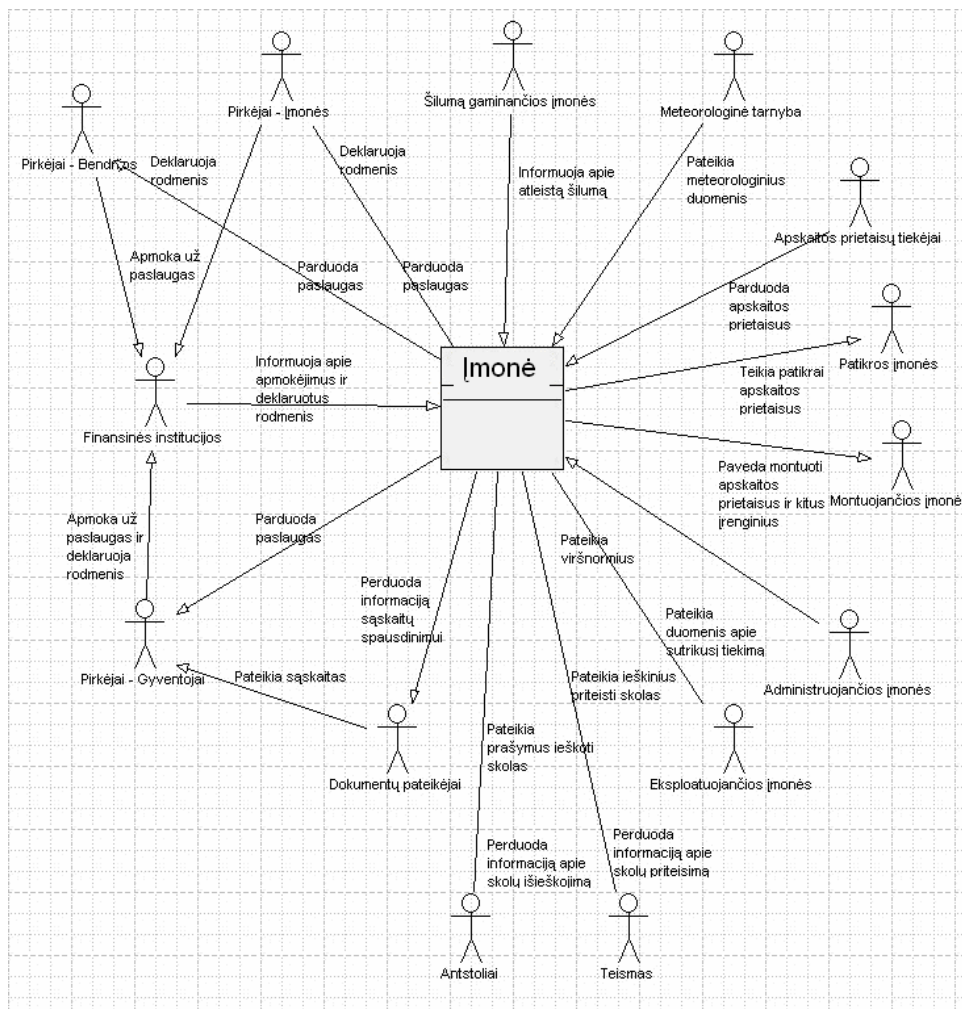 Pirkėjai - Įmonės
Šilumą gaminančios įmonės
Meteorologinė tarnyba
Pirkėjai - Bendrijos
Deklaruoja
rodmenis
Deklaruoja
rodmenis
Informuoja apie
atleistą šilumą
Pateikia
meteorologinius
duomenis
Apskaitos prietaisų tiekėjai
Apmoka už
paslaugas
Parduoda
paslaugas
Parduoda
paslaugas
Parduoda
apskaitos
prietaisus
Įmonė
Patikros įmonės
Informuoja apie
apmokėjimus ir
deklaruotus
rodmenis
Teikia patikrai
apskaitos
prietaisus
Finansinės institucijos
Paveda montuoti
apskaitos
prietaisus ir kitus
įrenginius
Montuojančios įmonė
Apmoka už
paslaugas ir
deklaruoja
rodmenis
Parduoda
paslaugas
Pateikia
viršnormius
Perduoda
informaciją
sąskaitų
spausdinimui
Pateikia
duomenis apie
sutrikusį tiekimą
Pirkėjai - Gyventojai
Pateikia sąskaitas
Pateikia ieškinius
priteisti skolas
Administruojančios įmonės
Pateikia
prašymus ieškoti
skolas
Dokumentų pateikėjai
Eksploatuojančios įmonės
Perduoda
informaciją apie
skolų išieškojimą
Perduoda
informaciją apie
skolų priteisimą
Antstoliai
Teismas